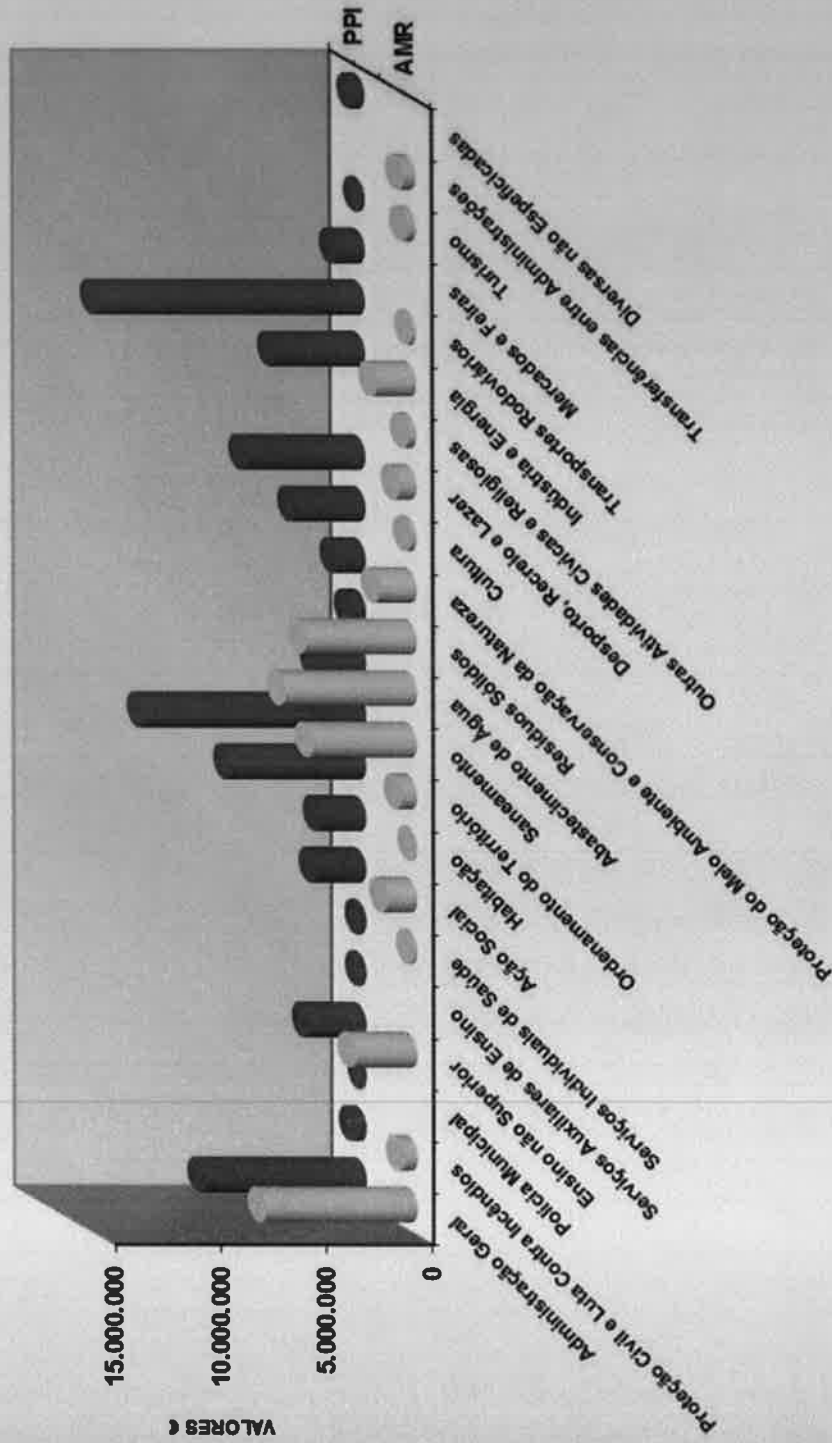 VALORES €
15.000.000
10.000.000
5.000.000
0
PPI
AMR
Administração Geral
Proteção Civil e Luta Contra Incêndios
Polícia Municipal
Ensino não Superior
Serviços Auxiliares de Ensino
Serviços Individuais de Saúde
Ação Social
Habitação
Ordenamento do Território
Saneamento
Abastecimento de Água
Resíduos Sólidos
Proteção do Meio Ambiente e Conservação da Natureza
Cultura
Desporto, Recreio e Lazer
Outras Atividades Cívicas e Religiosas
Indústria e Energia
Transportes Rodoviários
Mercados e Feiras
Turismo
Transferências entre Administrações
Diversas não Espeficicadas